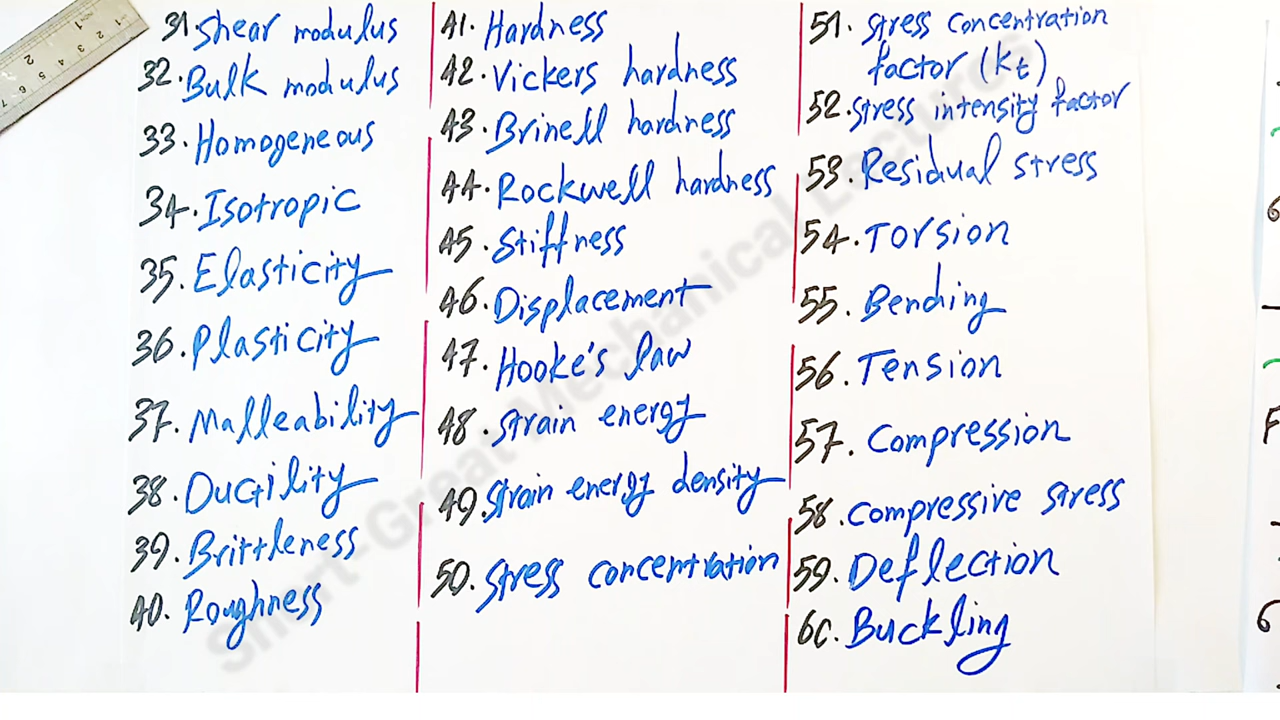 31. Shear modulus
32. Bulk modulus
33. Homogeneous
34. Isotropic
35. Elasticity
36. Plasticity
37. Malleability
38. Ductility
39. Brittleness
40. Roughness
41. Hardness
42. Vickers hardness
43. Brinell hardness
44. Rockwell hardness
45. Stiffness
46. Displacement
47. Hooke's law
48. Strain energy
49. Strain energy density
50. Stress concentration
51. Stress concentration
factor (Kt)
52. Stress intensity factor
53. Residual stress
54. Torsion
55. Bending
56. Tension
57. Compression
58. Compressive stress
59. Deflection
60. Buckling
Short-Great Mechanical Lectures